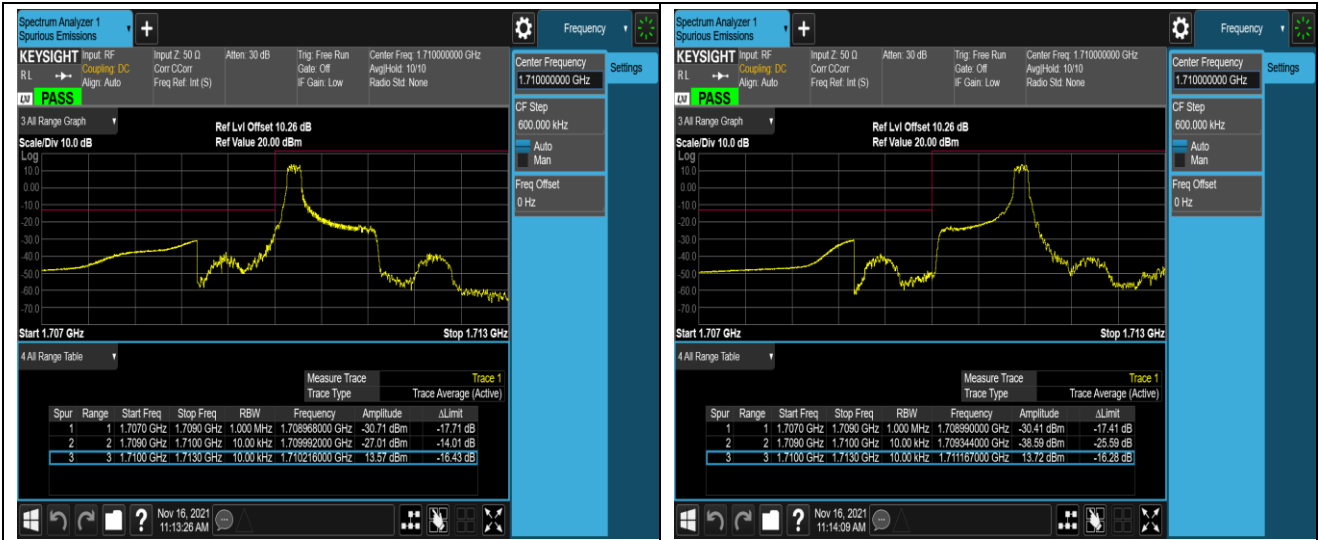 Spectrum Analyzer 1
Spurious Emissions
+
Frequency
KEYSIGHT
Input: RF
Coupling: DC
Align: Auto
Input Z: 50 Ω
Corr CCorr
Freq Ref: Int (S)
Atten: 30 dB
Trig: Free Run
Gate: Off
IF Gain: Low
Center Freq: 1.710000000 GHz
Avg|Hold: 10/10
Radio Std: None
RL
LXI
PASS
Center Frequency
1.710000000 GHz
Settings
CF Step
600.000 kHz
Auto
Man
Freq Offset
0 Hz
3 All Range Graph
Ref Lvl Offset 10.26 dB
Scale/Div 10.0 dB
Ref Value 20.00 dBm
Log
10.0
0.00
-10.0
-20.0
-30.0
-40.0
-50.0
-60.0
-70.0
Start 1.707 GHz
Stop 1.713 GHz
4 All Range Table
Measure Trace Trace 1
Trace Type Trace Average (Active)
Spur Range Start Freq Stop Freq RBW Frequency Amplitude ΔLimit
1 1 1.7070 GHz 1.7090 GHz 1.000 MHz 1.708968000 GHz -30.71 dBm -17.71 dB
2 2 1.7090 GHz 1.7100 GHz 10.00 kHz 1.709992000 GHz -27.01 dBm -14.01 dB
3 3 1.7100 GHz 1.7130 GHz 10.00 kHz 1.710216000 GHz 13.57 dBm -16.43 dB
?
Nov 16, 2021
11:13:26 AM
Spectrum Analyzer 1
Spurious Emissions
+
Frequency
KEYSIGHT
Input: RF
Coupling: DC
Align: Auto
Input Z: 50 Ω
Corr CCorr
Freq Ref: Int (S)
Atten: 30 dB
Trig: Free Run
Gate: Off
IF Gain: Low
Center Freq: 1.710000000 GHz
Avg|Hold: 10/10
Radio Std: None
RL
LXI
PASS
Center Frequency
1.710000000 GHz
Settings
CF Step
600.000 kHz
Auto
Man
Freq Offset
0 Hz
3 All Range Graph
Ref Lvl Offset 10.26 dB
Scale/Div 10.0 dB
Ref Value 20.00 dBm
Log
10.0
0.00
-10.0
-20.0
-30.0
-40.0
-50.0
-60.0
-70.0
Start 1.707 GHz
Stop 1.713 GHz
4 All Range Table
Measure Trace Trace 1
Trace Type Trace Average (Active)
Spur Range Start Freq Stop Freq RBW Frequency Amplitude ΔLimit
1 1 1.7070 GHz 1.7090 GHz 1.000 MHz 1.708990000 GHz -30.41 dBm -17.41 dB
2 2 1.7090 GHz 1.7100 GHz 10.00 kHz 1.709344000 GHz -38.59 dBm -25.59 dB
3 3 1.7100 GHz 1.7130 GHz 10.00 kHz 1.711167000 GHz 13.72 dBm -16.28 dB
?
Nov 16, 2021
11:14:09 AM